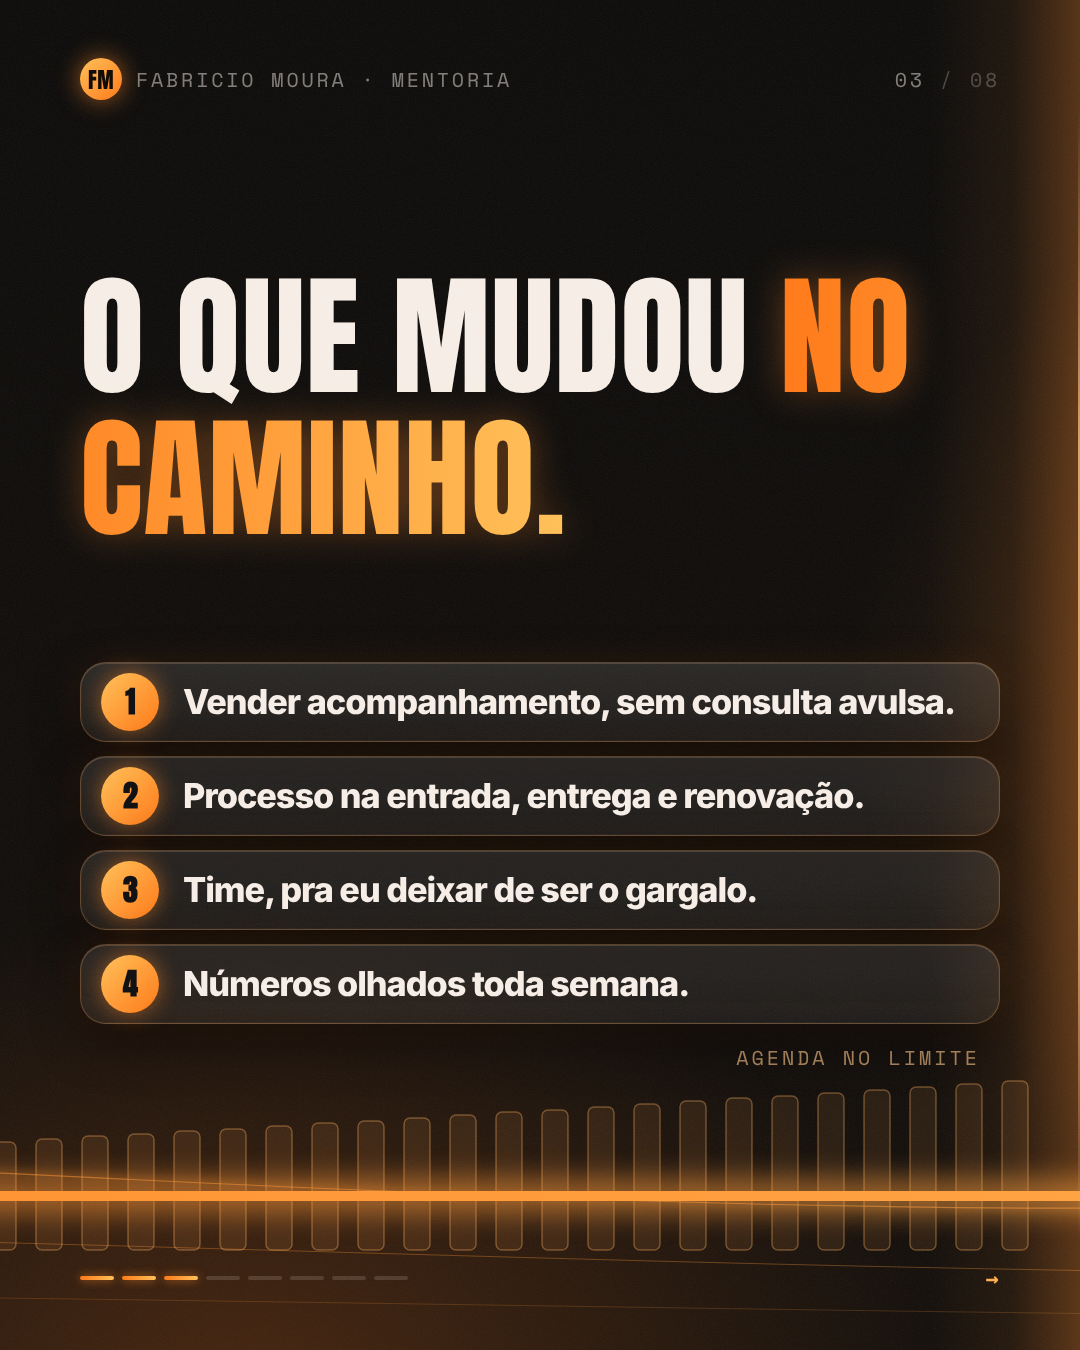 FM FABRICIO MOURA · MENTORIA 03 / 08
O QUE MUDOU NO
CAMINHO.
1 Vender acompanhamento, sem consulta avulsa.
2 Processo na entrada, entrega e renovação.
3 Time, pra eu deixar de ser o gargalo.
4 Números olhados toda semana.
AGENDA NO LIMITE
→